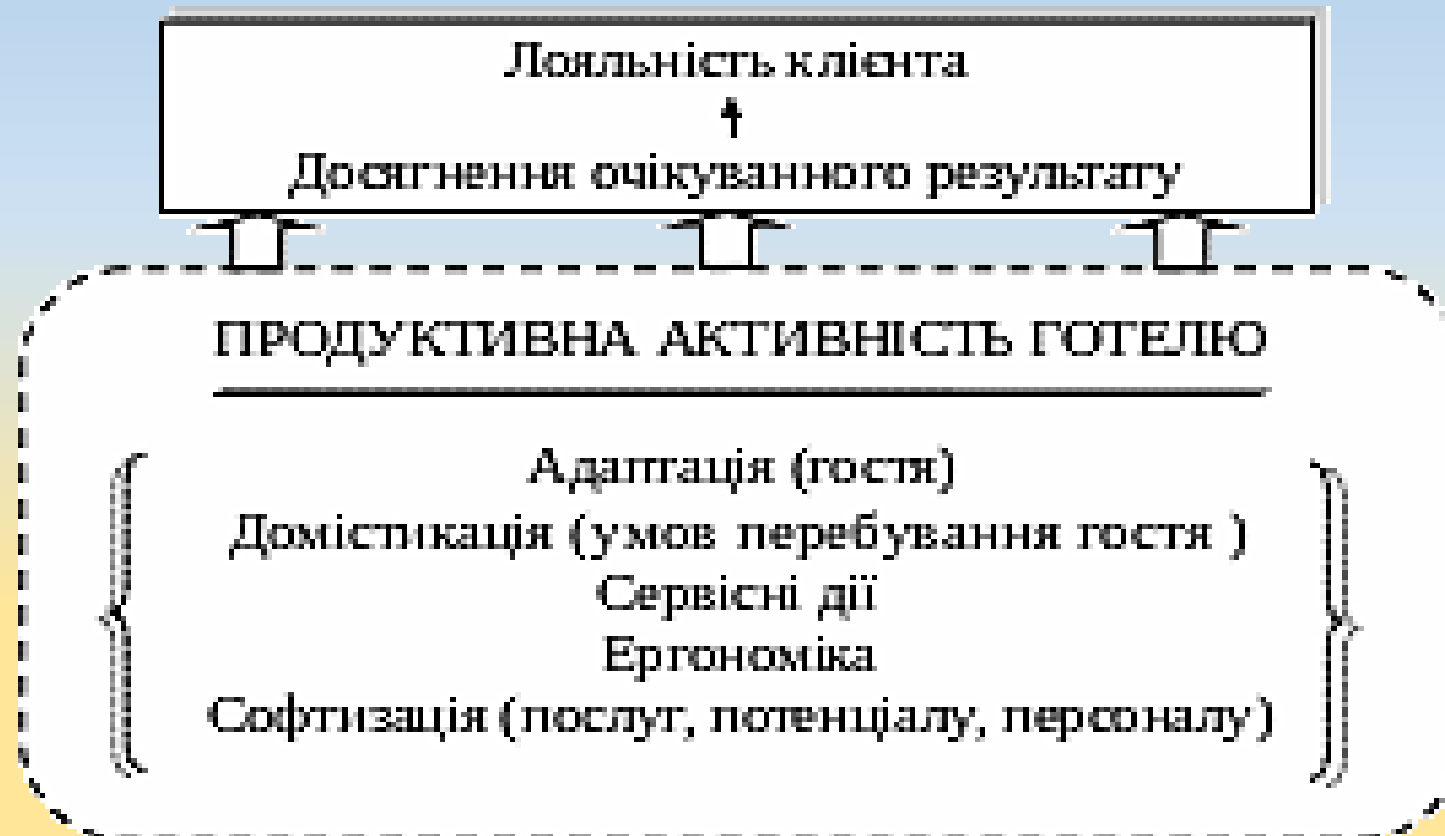 Лояльність клієнта
Досягнення очікуванного результату
ПРОДУКТИВНА АКТИВНІСТЬ ГОТЕЛЮ
Адаптація (гостя)
Домістикація (умов перебування гостя )
Сервісні дії
Ергономіка
Софтизація (послуг, потенціалу, персоналу)